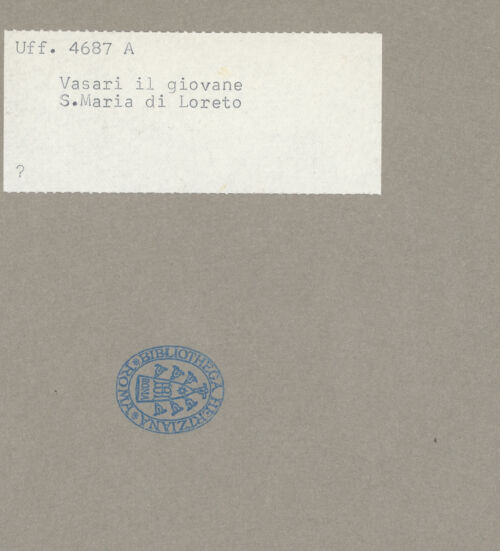 Uff. 4687 A
Vasari il giovane
S.Maria di Loreto
?
BIBLIOTHECA HERTZIANA
ROMA